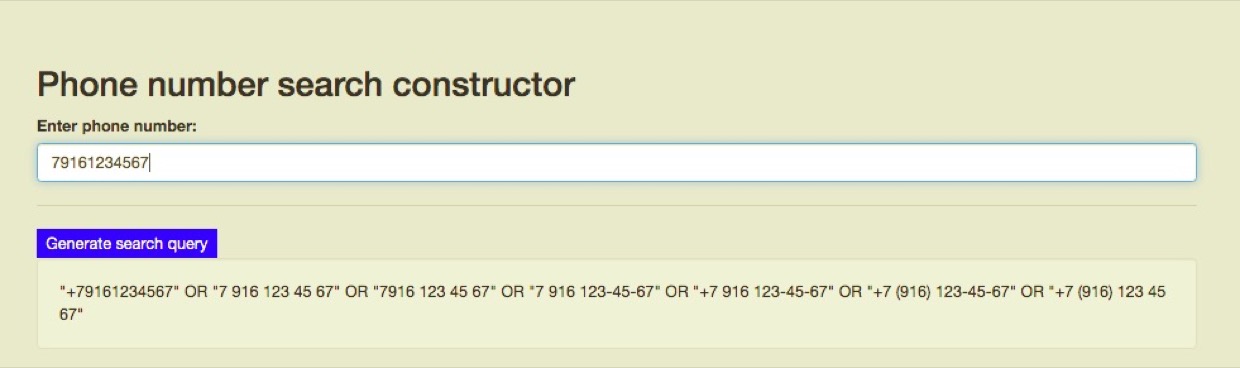 Phone number search constructor
Enter phone number:
79161234567
Generate search query
"+79161234567" OR "7 916 123 45 67" OR "7916 123 45 67" OR "7 916 123-45-67" OR "+7 916 123-45-67" OR "+7 (916) 123-45-67" OR "+7 (916) 123 45
67"